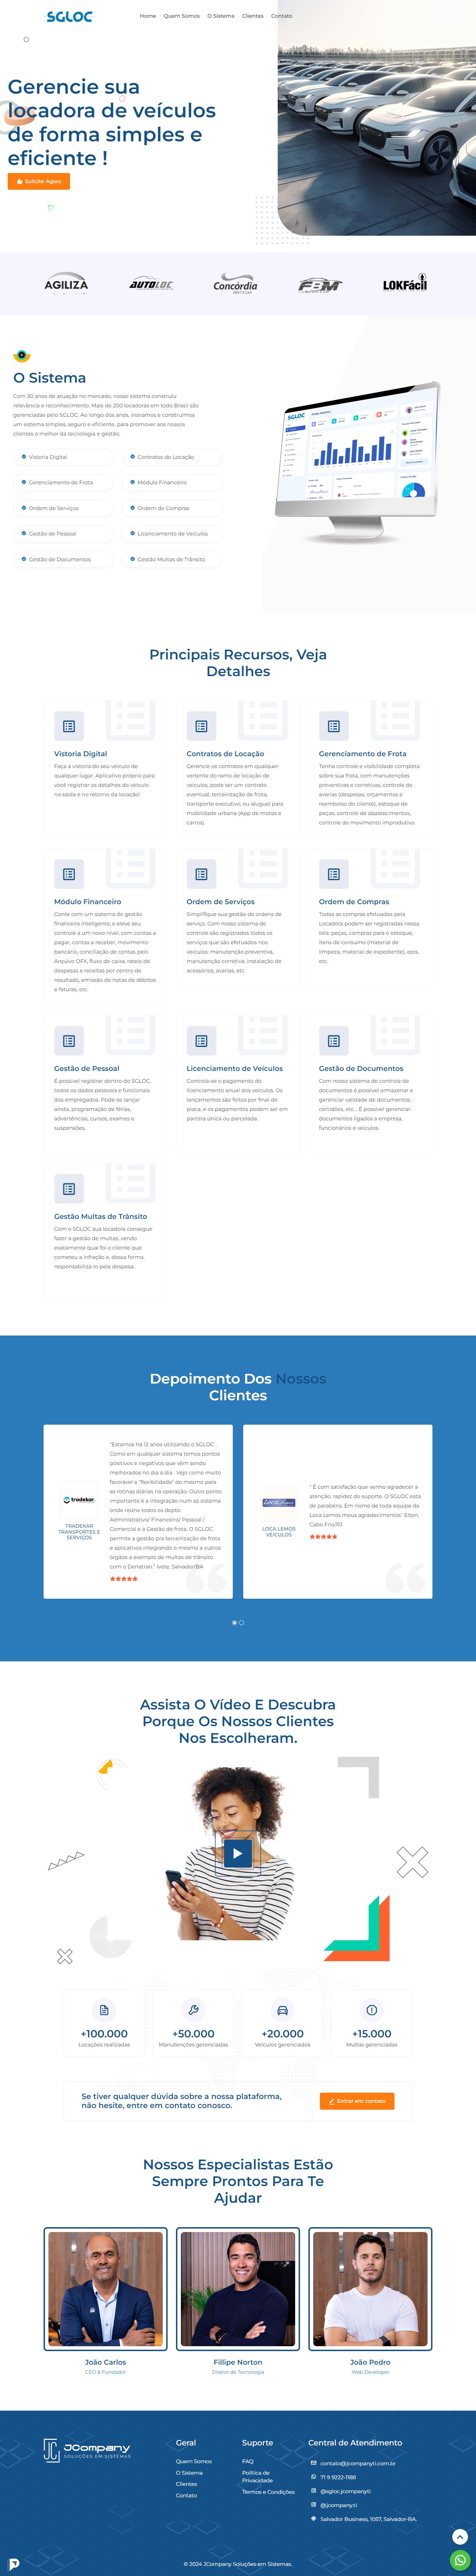 SGLOC
Home Quem Somos O Sistema Clientes Contato
Gerencie sua
locadora de veículos
de forma simples e
eficiente !
Solicite Agora
AGILIZA
AUTOLOC
Concórdia
RENT A CAR
FBM
LOKFácil
O Sistema
Com 30 anos de atuação no mercado, nosso sistema construiu
relevância e reconhecimento. Mais de 200 locadoras em todo Brasil são
gerenciadas pelo SGLOC. Ao longo dos anos, inovamos e construímos
um sistema simples, seguro e eficiente, para promover aos nossos
clientes o melhor da tecnologia e gestão.
Vistoria Digital
Contratos de Locação
Gerenciamento de Frota
Módulo Financeiro
Ordem de Serviços
Ordem de Compras
Gestão de Pessoal
Licenciamento de Veículos
Gestão de Documentos
Gestão Multas de Trânsito
SGLOC
Principais Recursos, Veja
Detalhes
Vistoria Digital
Faça a vistoria do seu veículo de
qualquer lugar. Aplicativo próprio para
você registrar os detalhes do veículo
na saída e no retorno da locação!
Contratos de Locação
Gerencie os contratos em qualquer
vertente do ramo de locação de
veículos, pode ser um contrato
eventual, terceirização de frota,
transporte executivo, ou aluguel para
mobilidade urbana (App de motos e
carros).
Gerenciamento de Frota
Tenha controle e visibilidade completa
sobre sua frota, com manutenções
preventivas e corretivas, controle de
avarias (despesas, orçamentos e
reembolso do cliente), estoque de
peças, controle de abastecimentos,
controle do movimento improdutivo.
Módulo Financeiro
Conte com um sistema de gestão
financeira inteligente, e eleve seu
controle a um novo nível, com contas a
pagar, contas a receber, movimento
bancário, conciliação de contas pelo
Arquivo OFX, fluxo de caixa, rateio de
despesas e receitas por centro de
resultado, emissão de notas de débitos
e faturas, etc.
Ordem de Serviços
Simplifique sua gestão de ordens de
serviço. Com nosso sistema de
controle são registrados todos os
serviços que são efetuados nos
veículos: manutenção preventiva,
manutenção corretiva, instalação de
acessórios, avarias, etc.
Ordem de Compras
Todas as compras efetuadas pela
Locadora podem ser registradas nessa
tela: peças, compras para o estoque,
itens de consumo (material de
limpeza, material de expediente), epis,
etc.
Gestão de Pessoal
É possível registrar dentro do SGLOC,
todos os dados pessoais e funcionais
dos empregados. Pode-se lançar
ainda, programação de férias,
advertências, cursos, exames e
suspensões.
Licenciamento de Veículos
Controla-se o pagamento do
licenciamento anual dos veículos. Os
lançamentos são feitos por final de
placa, e os pagamentos podem ser em
parcela única ou parcelada.
Gestão de Documentos
Com nosso sistema de controle de
documentos é possível armazenar e
gerenciar validade de documentos ,
certidões, etc... É possível gerenciar
documentos ligados a empresa,
funcionários e veículos.
Gestão Multas de Trânsito
Com o SGLOC sua locadora consegue
fazer a gestão de multas, vendo
exatamente qual foi o cliente que
cometeu a infração e, dessa forma,
responsabilizá-lo pela despesa.
Depoimento Dos Nossos
Clientes
tradekar.
TRADEKAR
TRANSPORTES E
SERVIÇOS
"Estamos há 12 anos utilizando o SGLOC .
Como em qualquer sistema temos pontos
positivos e negativos que vêm sendo
melhorados no dia a dia . Vejo como muito
favorável a "flexibilidade" do mesmo para
as rotinas diárias na operação. Outro ponto
importante é a integração num só sistema
onde reúne todos os depto:
Administrativo/ Financeiro/ Pessoal /
Comercial e a Gestão de frota. O SGLOC
permite a gestão pra terceirização de frota
e aplicativos integrando o mesmo a outros
órgãos a exemplo de multas de trânsito
com o Denatran." Ivete, Salvador/BA
Loca Lemos
LOCA LEMOS
VEICULOS
" É com satisfação que venho agradecer a
atenção, rapidez do suporte. O SGLOC está
de parabéns. Em nome de toda equipe da
Loca Lemos meus agradecimentos" Elton,
Cabo Frio/RJ
Assista O Vídeo E Descubra
Porque Os Nossos Clientes
Nos Escolheram.
+100.000
Locações realizadas
+50.000
Manutenções gerenciadas
+20.000
Veículos gerenciados
+15.000
Multas gerenciadas
Se tiver qualquer dúvida sobre a nossa plataforma,
não hesite, entre em contato conosco.
Entrar em contato
Nossos Especialistas Estão
Sempre Prontos Para Te
Ajudar
João Carlos
CEO & Fundador
Fillipe Norton
Diretor de Tecnologia
João Pedro
Web Developer
JCompany
SOLUÇÕES EM SISTEMAS
Geral
Quem Somos
O Sistema
Clientes
Contato
Suporte
FAQ
Política de
Privacidade
Termos e Condições
Central de Atendimento
contato@jcompanyti.com.br
71 9 9222-1188
@sgloc.jcompanyti
@jcompany.ti
Salvador Business, 1057, Salvador-BA.
© 2024 JCompany Soluções em Sistemas.